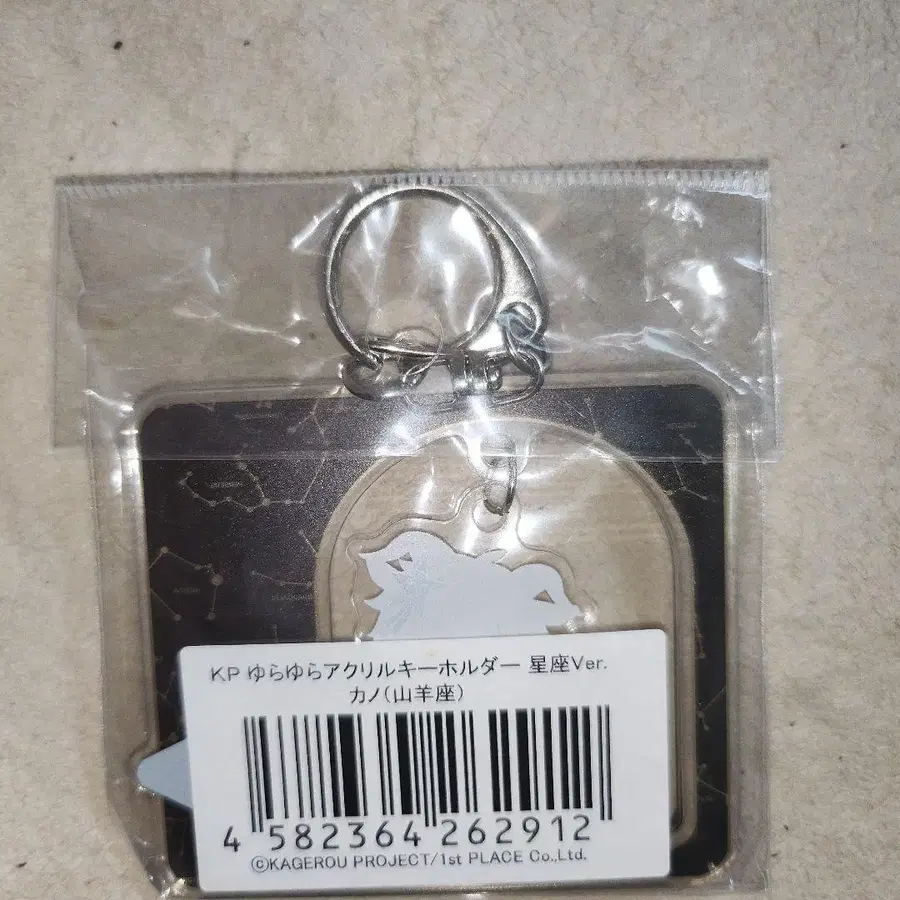 KP ゆらゆらアクリルキーホルダー 星座Ver.
カノ(山羊座)
4 582364 262912
©KAGEROU PROJECT/1st PLACE Co.,Ltd.